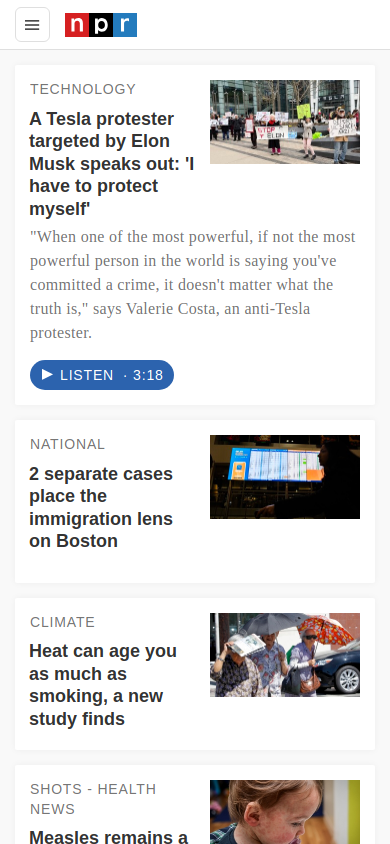 npr
TECHNOLOGY
A Tesla protester
targeted by Elon
Musk speaks out: 'I
have to protect
myself'
STOP
ELON
"When one of the most powerful, if not the most
powerful person in the world is saying you've
committed a crime, it doesn't matter what the
truth is," says Valerie Costa, an anti-Tesla
protester.
LISTEN · 3:18
NATIONAL
2 separate cases
place the
immigration lens
on Boston
CLIMATE
Heat can age you
as much as
smoking, a new
study finds
SHOTS - HEALTH
NEWS
Measles remains a